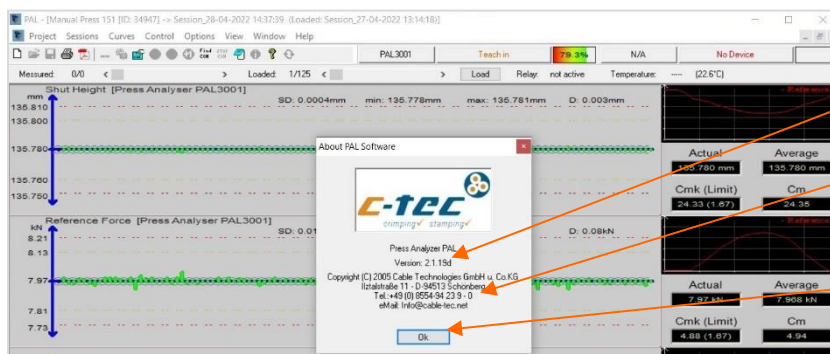 PAL - [Manual Press 151 [ID: 34947] -> Session_28-04-2022 14:37:39 (Loaded: Session_27-04-2022 13:14:18)]
Project Sessions Curves Control Options View Window Help
PAL3001 Teach in 79.3% N/A No Device
Measured: 0/0 < > Loaded: 1/125 < > Load Relay: not active Temperature: ---- (22.6°C)
Shut Height [Press Analyser PAL3001]
mm
SD: 0.0004mm min: 135.778mm max: 135.781mm D: 0.003mm
135.810
135.800
135.780
135.760
135.750
- Reference
Actual Average
135.780 mm 135.780 mm
Cmk (Limit) Cm
24.33 (1.67) 24.35
About PAL Software
c-tec
crimping stamping
Press Analyzer PAL
Version: 2.1.19d
Copyright (C) 2005 Cable Technologies GmbH u. Co.KG
Ilztalstraße 11 - D-94513 Schönberg
Tel.:+49 (0) 8554-94 23 9 - 0
eMail: Info@cable-tec.net
Ok
Reference Force [Press Analyser PAL3001]
kN
SD: 0.01 D: 0.08kN
8.21
8.13
7.97
7.81
7.73
- Reference
Actual Average
7.97 kN 7.968 kN
Cmk (Limit) Cm
4.88 (1.67) 4.94